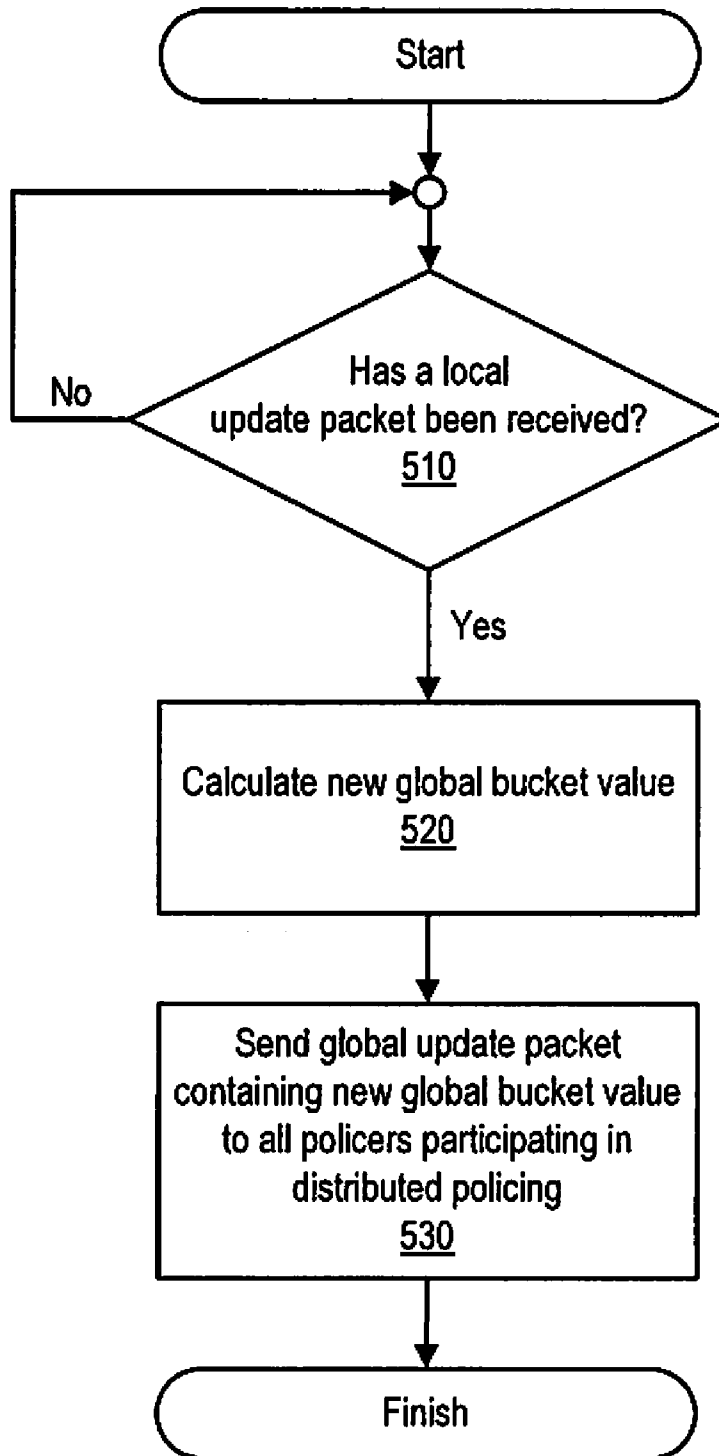 Start
Has a local
update packet been received?
510
No
Yes
Calculate new global bucket value
520
Send global update packet
containing new global bucket value
to all policers participating in
distributed policing
530
Finish